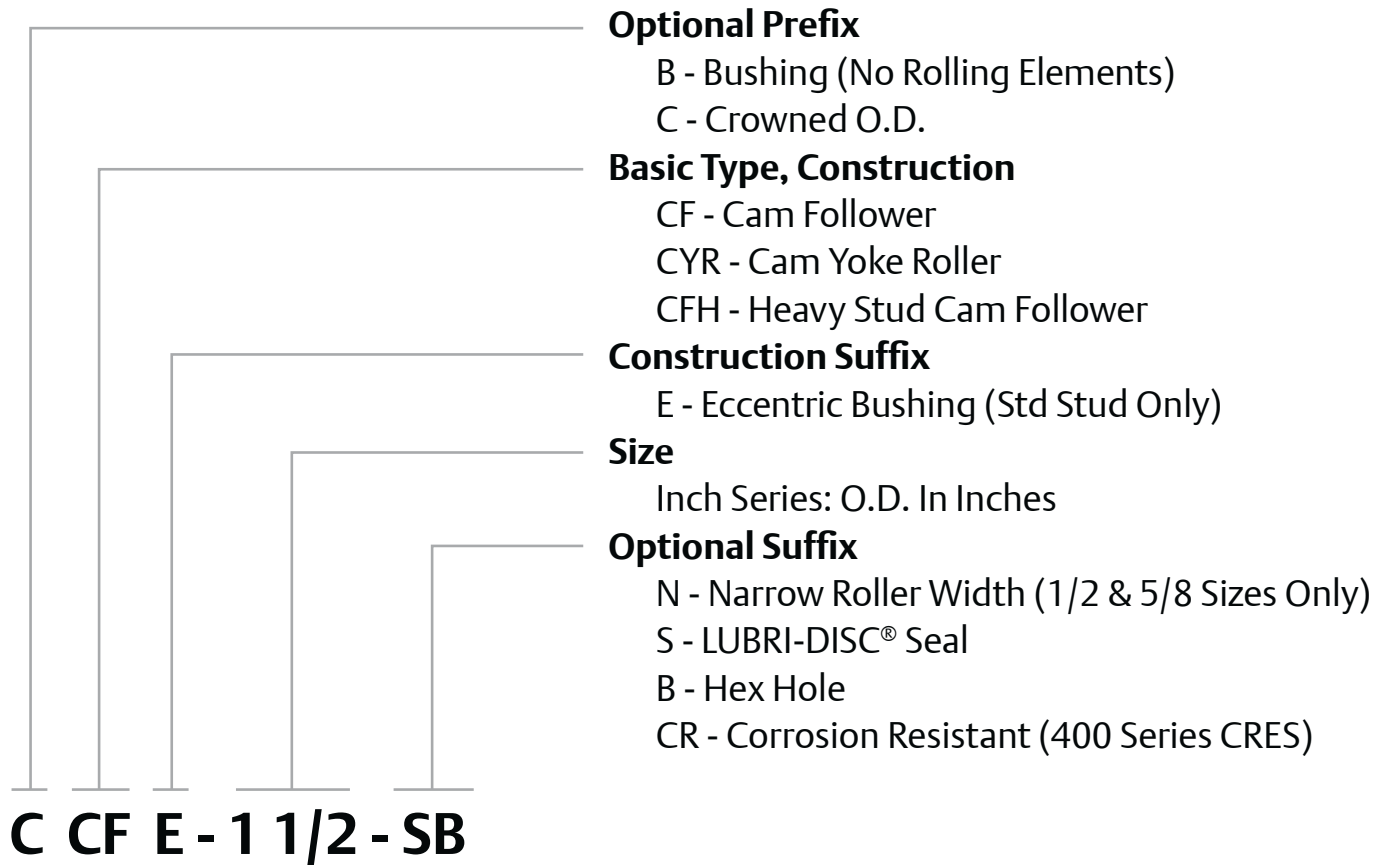 Optional Prefix
B - Bushing (No Rolling Elements)
C - Crowned O.D.
Basic Type, Construction
CF - Cam Follower
CYR - Cam Yoke Roller
CFH - Heavy Stud Cam Follower
Construction Suffix
E - Eccentric Bushing (Std Stud Only)
Size
Inch Series: O.D. In Inches
Optional Suffix
N - Narrow Roller Width (1/2 & 5/8 Sizes Only)
S - LUBRI-DISC® Seal
B - Hex Hole
CR - Corrosion Resistant (400 Series CRES)
C CF E - 1 1/2 - SB